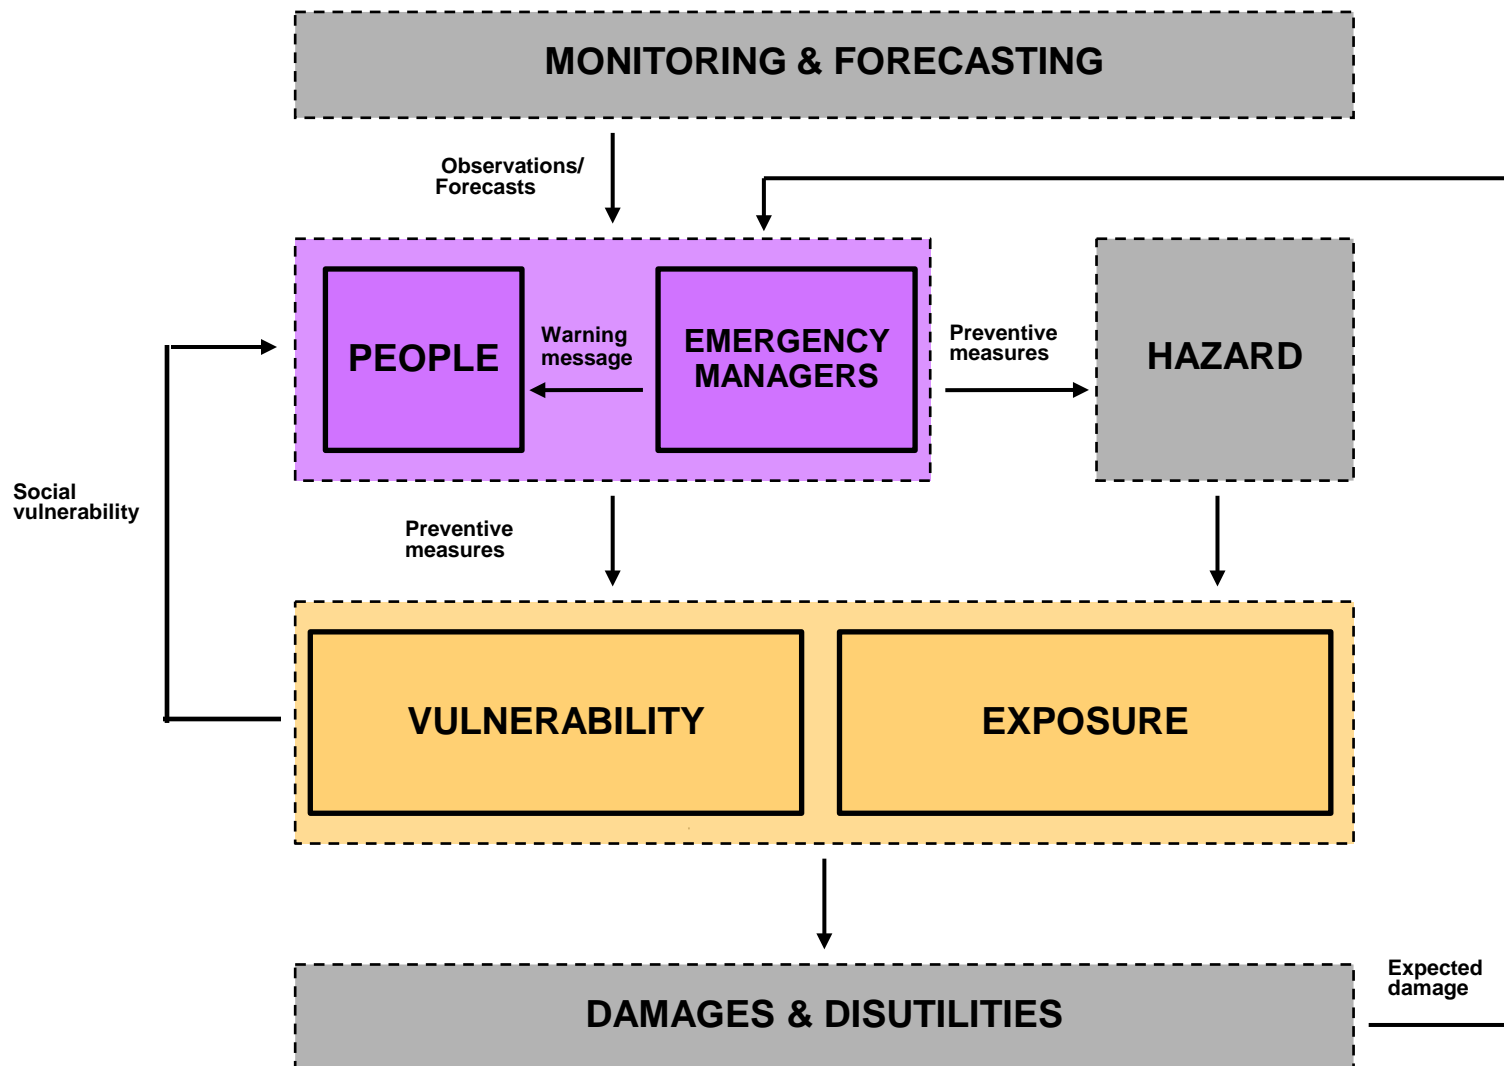 MONITORING & FORECASTING
Observations/
Forecasts
PEOPLE
Warning
message
EMERGENCY
MANAGERS
Preventive
measures
HAZARD
Social
vulnerability
Preventive
measures
VULNERABILITY
EXPOSURE
Expected
damage
DAMAGES & DISUTILITIES